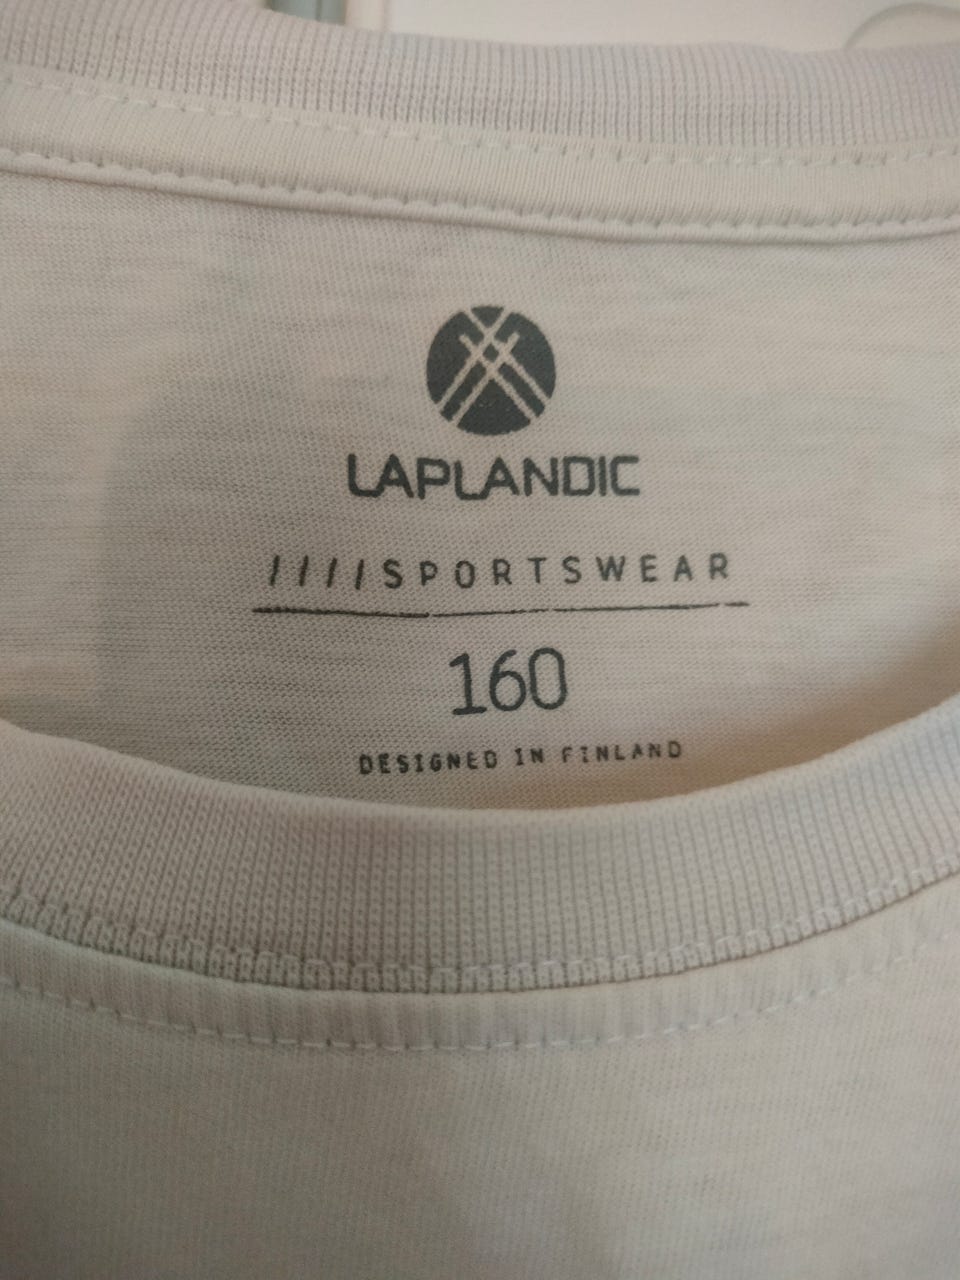 LAPLANDIC
////SPORTSWEAR
160
DESIGNED IN FINLAND